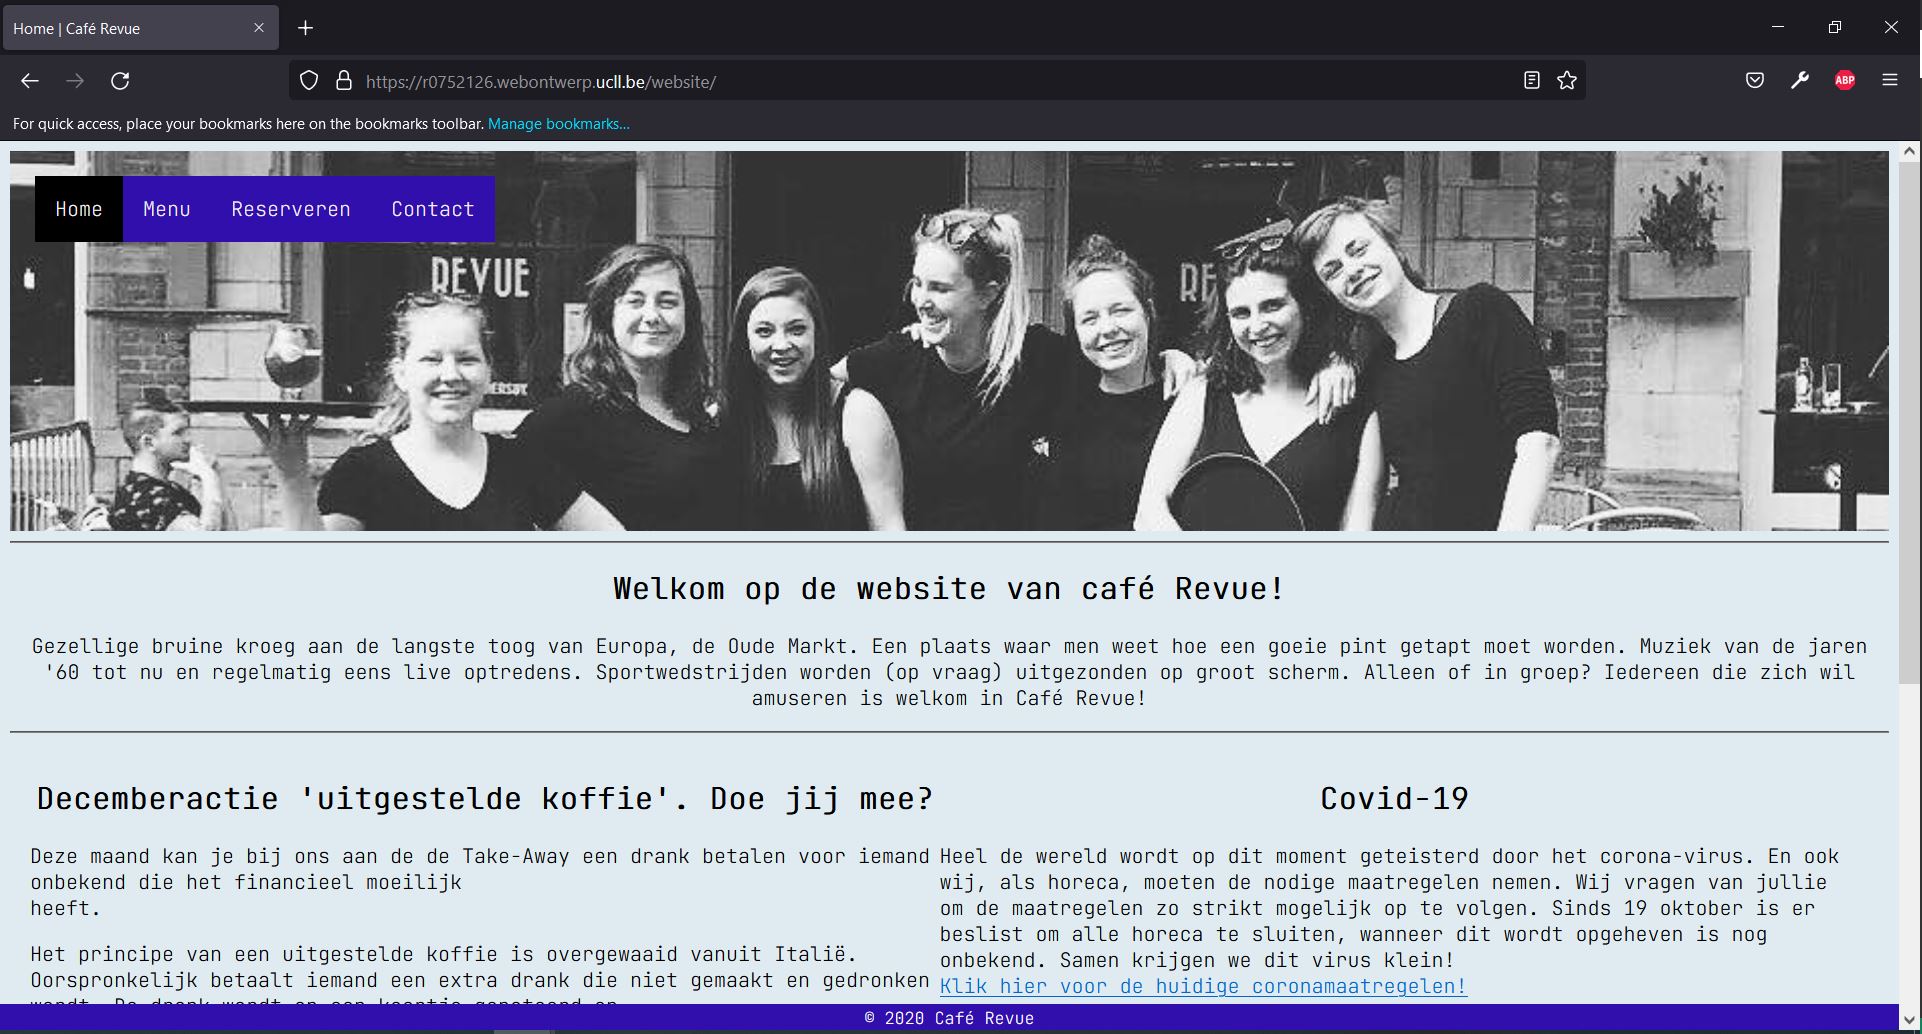 Home | Café Revue
https://r0752126.webontwerp.ucll.be/website/
ABP
For quick access, place your bookmarks here on the bookmarks toolbar. Manage bookmarks...
Home Menu Reserveren Contact
REVUE
RE
Welkom op de website van café Revue!
Gezellige bruine kroeg aan de langste toog van Europa, de Oude Markt. Een plaats waar men weet hoe een goeie pint getapt moet worden. Muziek van de jaren
'60 tot nu en regelmatig eens live optredens. Sportwedstrijden worden (op vraag) uitgezonden op groot scherm. Alleen of in groep? Iedereen die zich wil
amuseren is welkom in Café Revue!
Decemberactie 'uitgestelde koffie'. Doe jij mee?
Deze maand kan je bij ons aan de de Take-Away een drank betalen voor iemand
onbekend die het financieel moeilijk
heeft.
Het principe van een uitgestelde koffie is overgewaaid vanuit Italië.
Oorspronkelijk betaalt iemand een extra drank die niet gemaakt en gedronken
Covid-19
Heel de wereld wordt op dit moment geteisterd door het corona-virus. En ook
wij, als horeca, moeten de nodige maatregelen nemen. Wij vragen van jullie
om de maatregelen zo strikt mogelijk op te volgen. Sinds 19 oktober is er
beslist om alle horeca te sluiten, wanneer dit wordt opgeheven is nog
onbekend. Samen krijgen we dit virus klein!
Klik hier voor de huidige coronamaatregelen!
© 2020 Café Revue